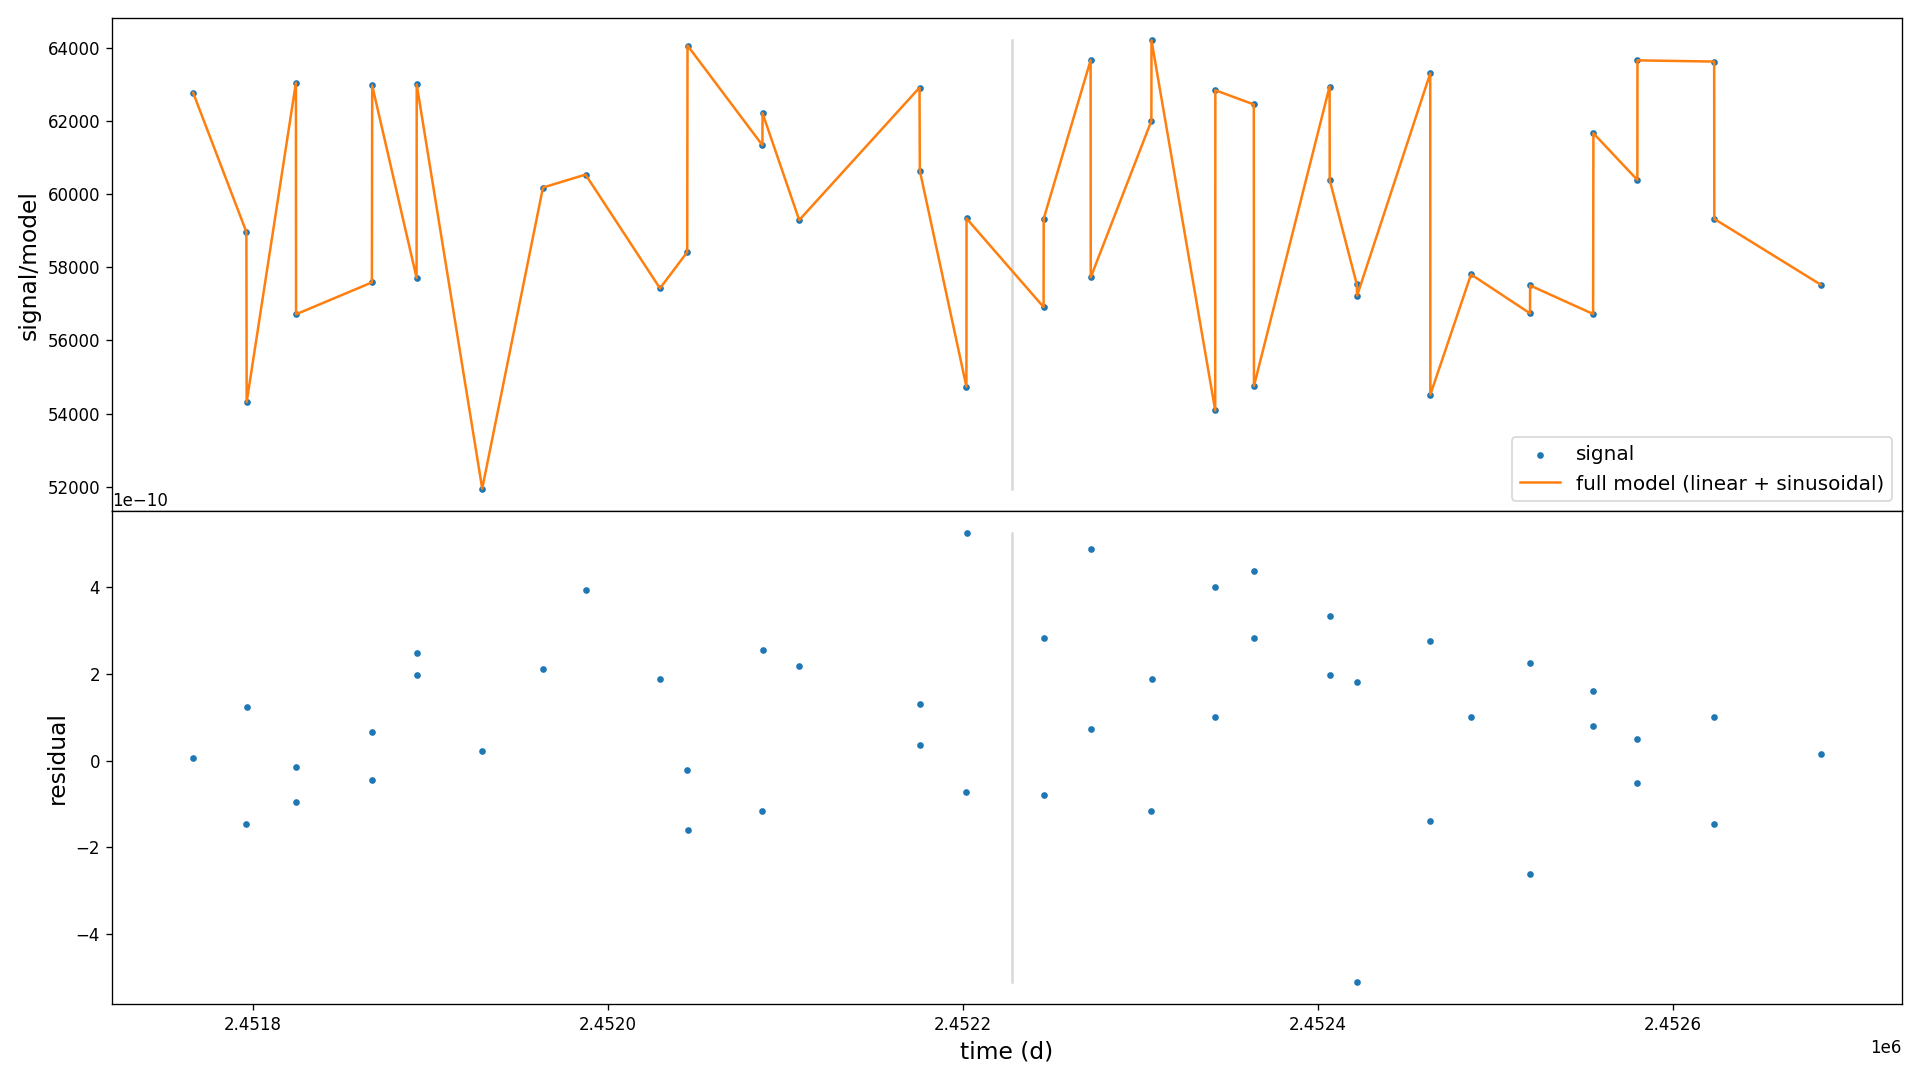 64000
62000
60000
58000
56000
54000
52000
signal/model
signal
full model (linear + sinusoidal)
1e−10
4
2
0
−2
−4
residual
2.4518
2.4520
2.4522
2.4524
2.4526
time (d)
1e6